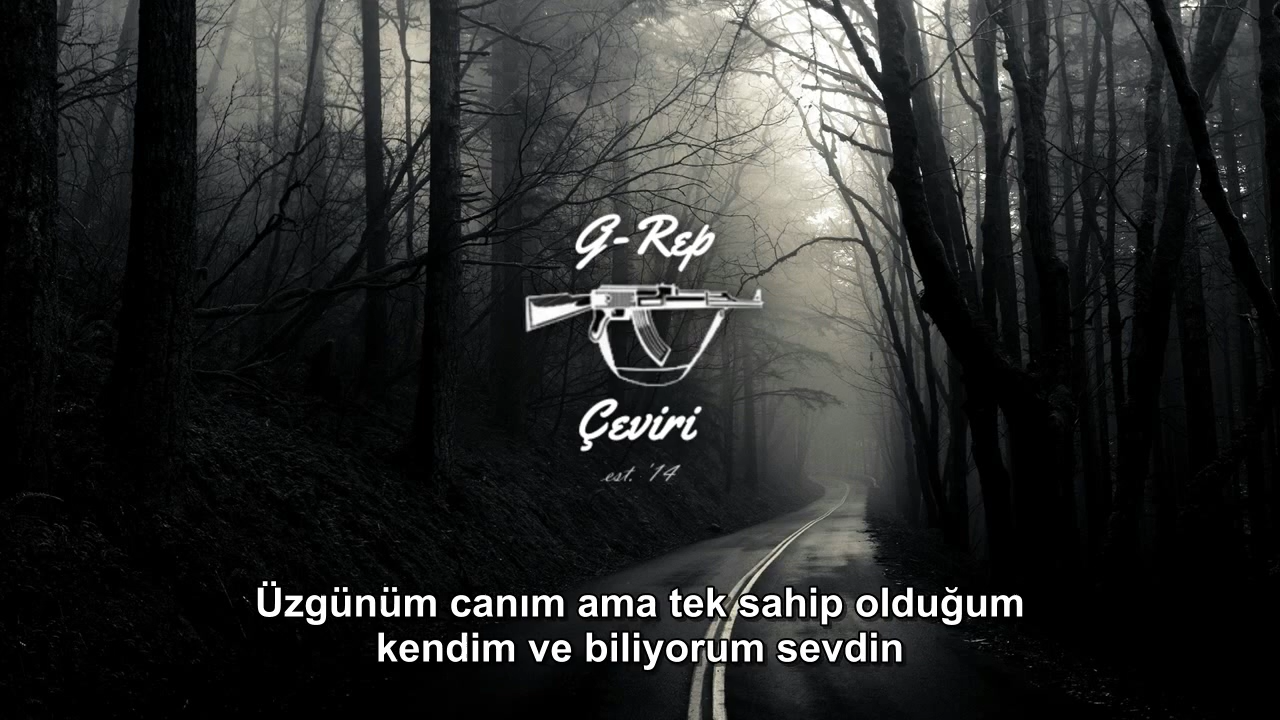 G-Rep
Çeviri
est. '14
Üzgünüm canım ama tek sahip olduğum
kendim ve biliyorum sevdin